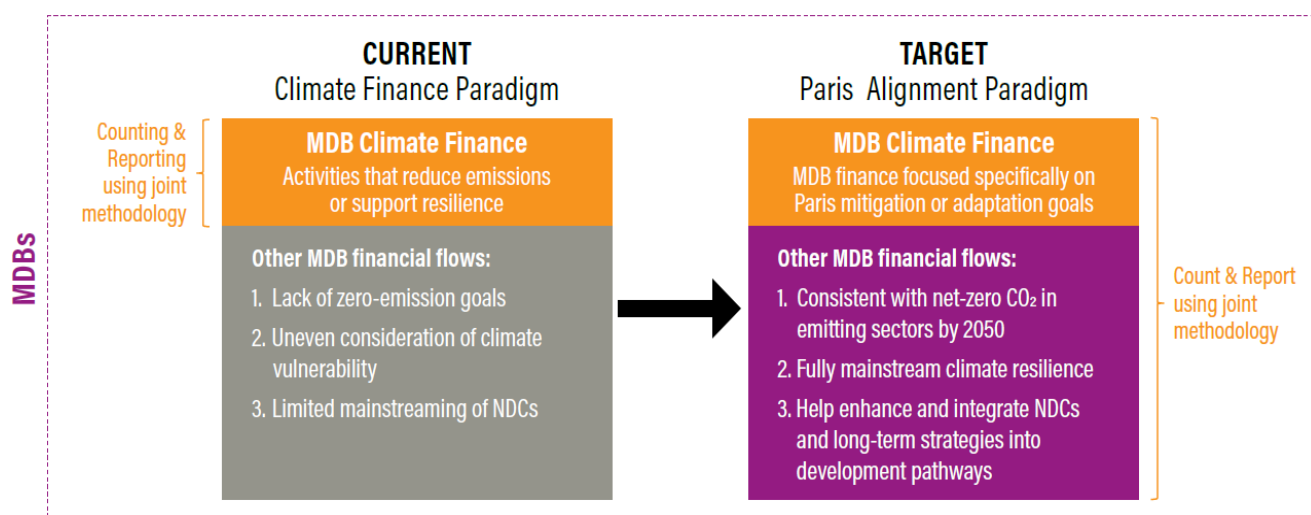 MDBs
CURRENT
Climate Finance Paradigm
Counting &
Reporting
using joint
methodology
MDB Climate Finance
Activities that reduce emissions
or support resilience
Other MDB financial flows:
1. Lack of zero-emission goals
2. Uneven consideration of climate
vulnerability
3. Limited mainstreaming of NDCs
TARGET
Paris Alignment Paradigm
MDB Climate Finance
MDB finance focused specifically on
Paris mitigation or adaptation goals
Other MDB financial flows:
1. Consistent with net-zero CO₂ in
emitting sectors by 2050
2. Fully mainstream climate resilience
3. Help enhance and integrate NDCs
and long-term strategies into
development pathways
Count & Report
using joint
methodology